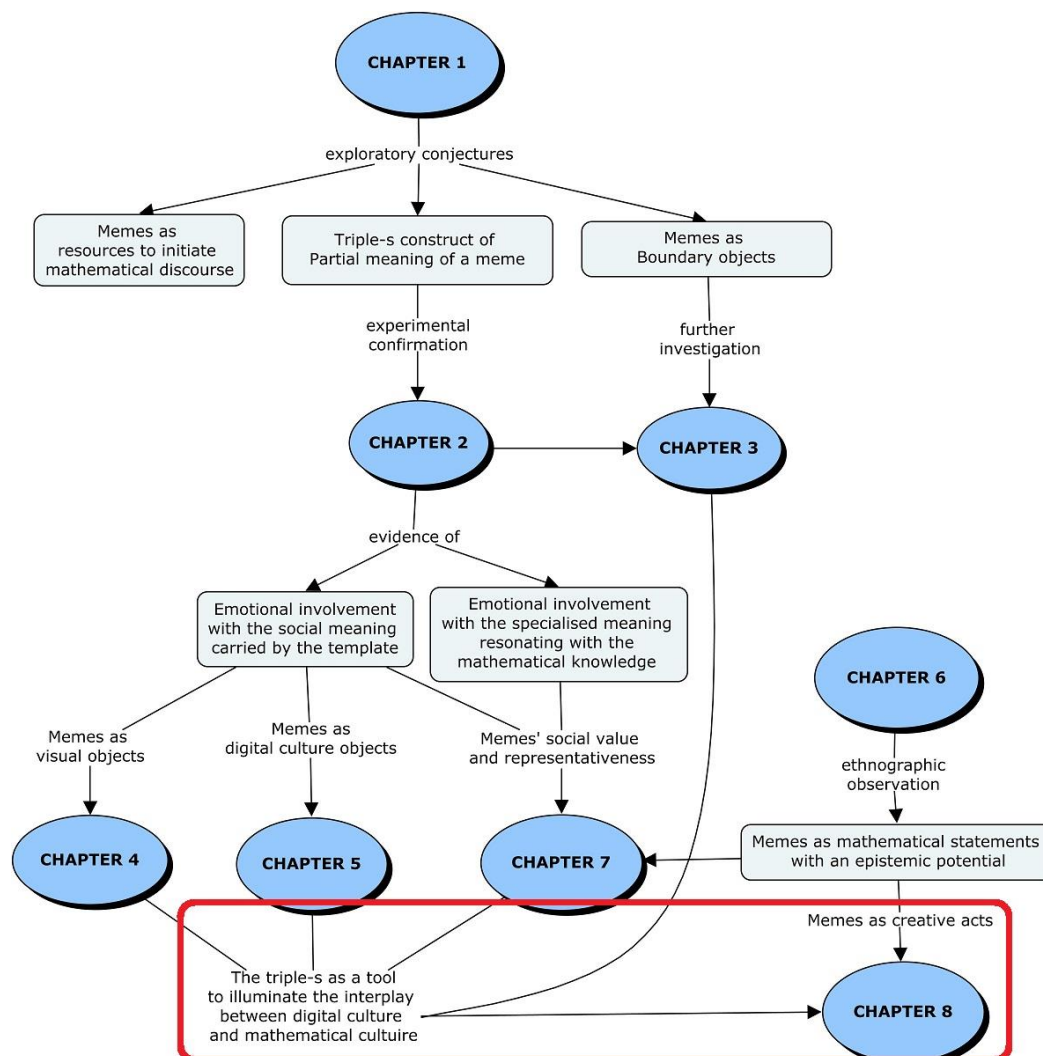 CHAPTER 1
exploratory conjectures
Memes as
resources to initiate
mathematical discourse
Triple-s construct of
Partial meaning of a meme
Memes as
Boundary objects
experimental
confirmation
further
investigation
CHAPTER 2
CHAPTER 3
evidence of
Emotional involvement
with the social meaning
carried by the template
Emotional involvement
with the specialised meaning
resonating with the
mathematical knowledge
CHAPTER 6
Memes as
visual objects
Memes as
digital culture objects
Memes' social value
and representativeness
ethnographic
observation
CHAPTER 4
CHAPTER 5
CHAPTER 7
Memes as mathematical statements
with an epistemic potential
Memes as creative acts
The triple-s as a tool
to illuminate the interplay
between digital culture
and mathematical cultuire
CHAPTER 8